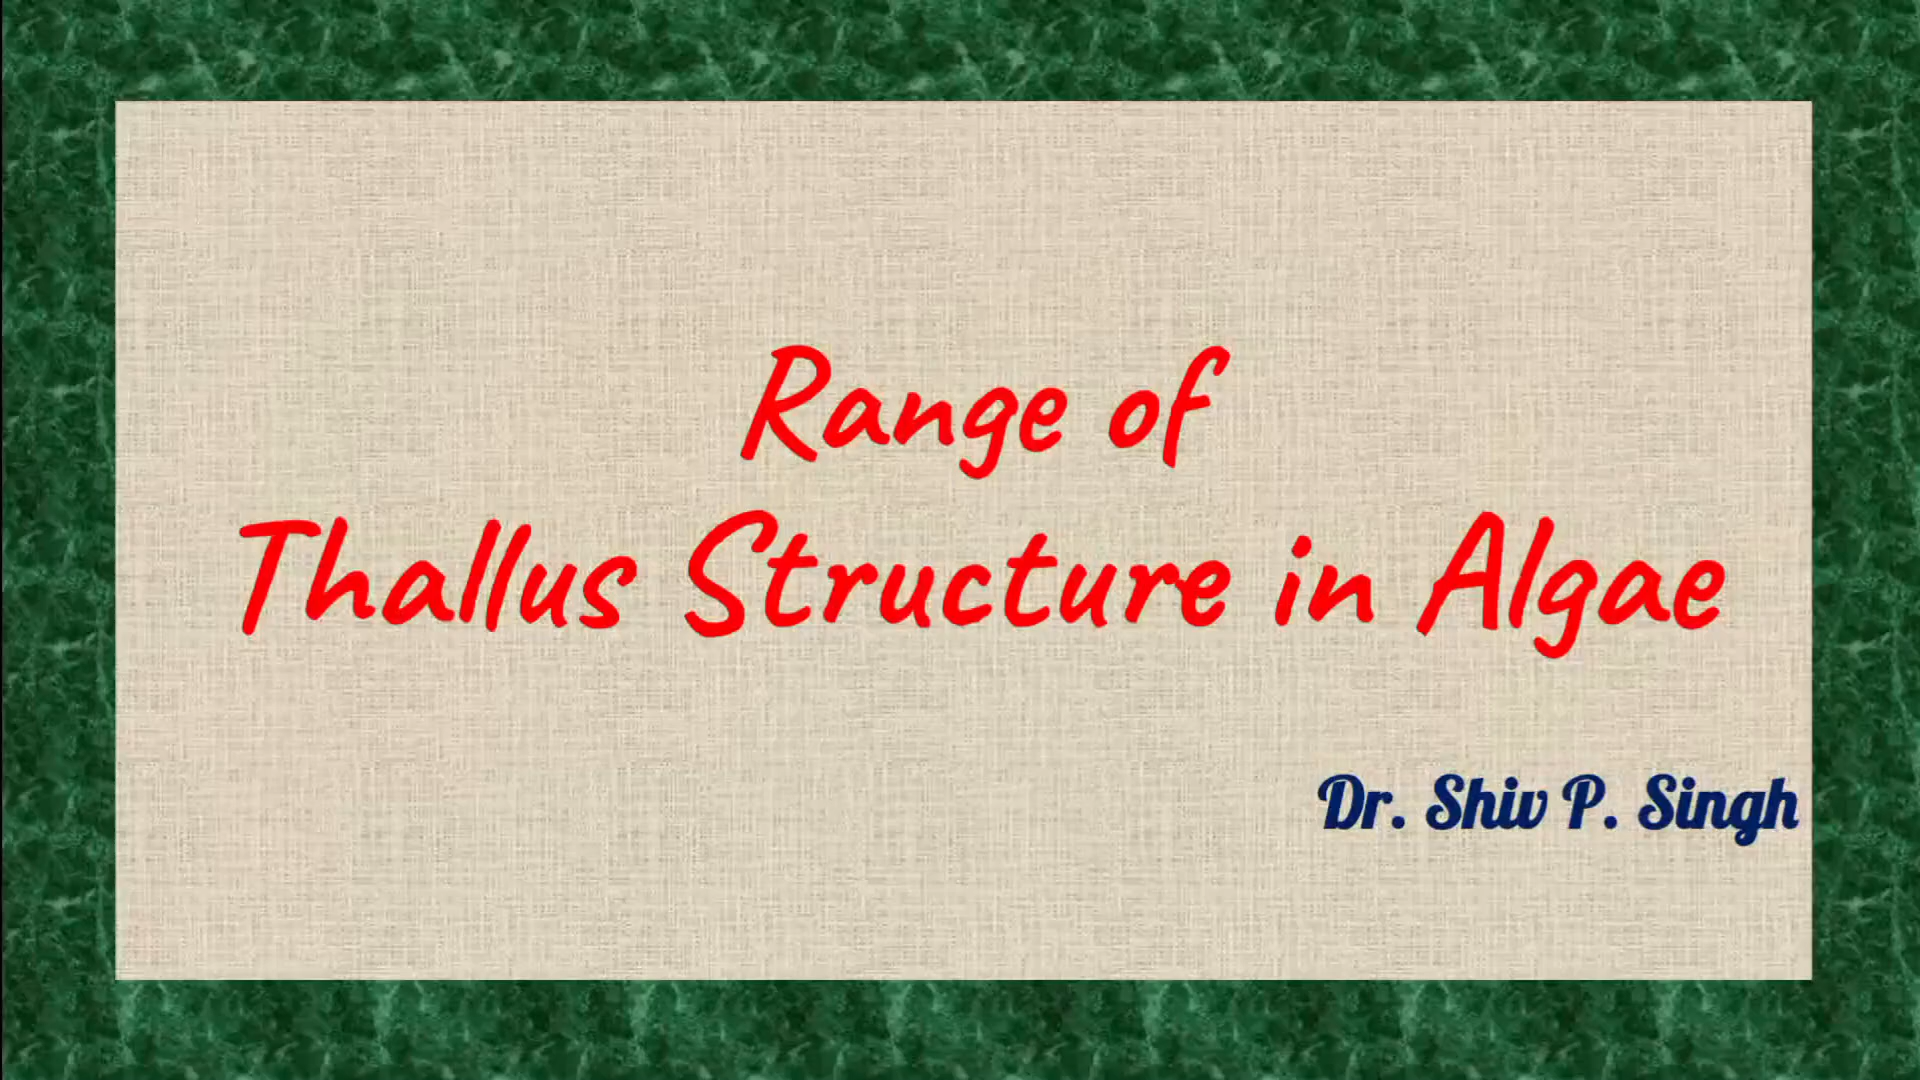 Range of
Thallus Structure in Algae
Dr. Shiv P. Singh